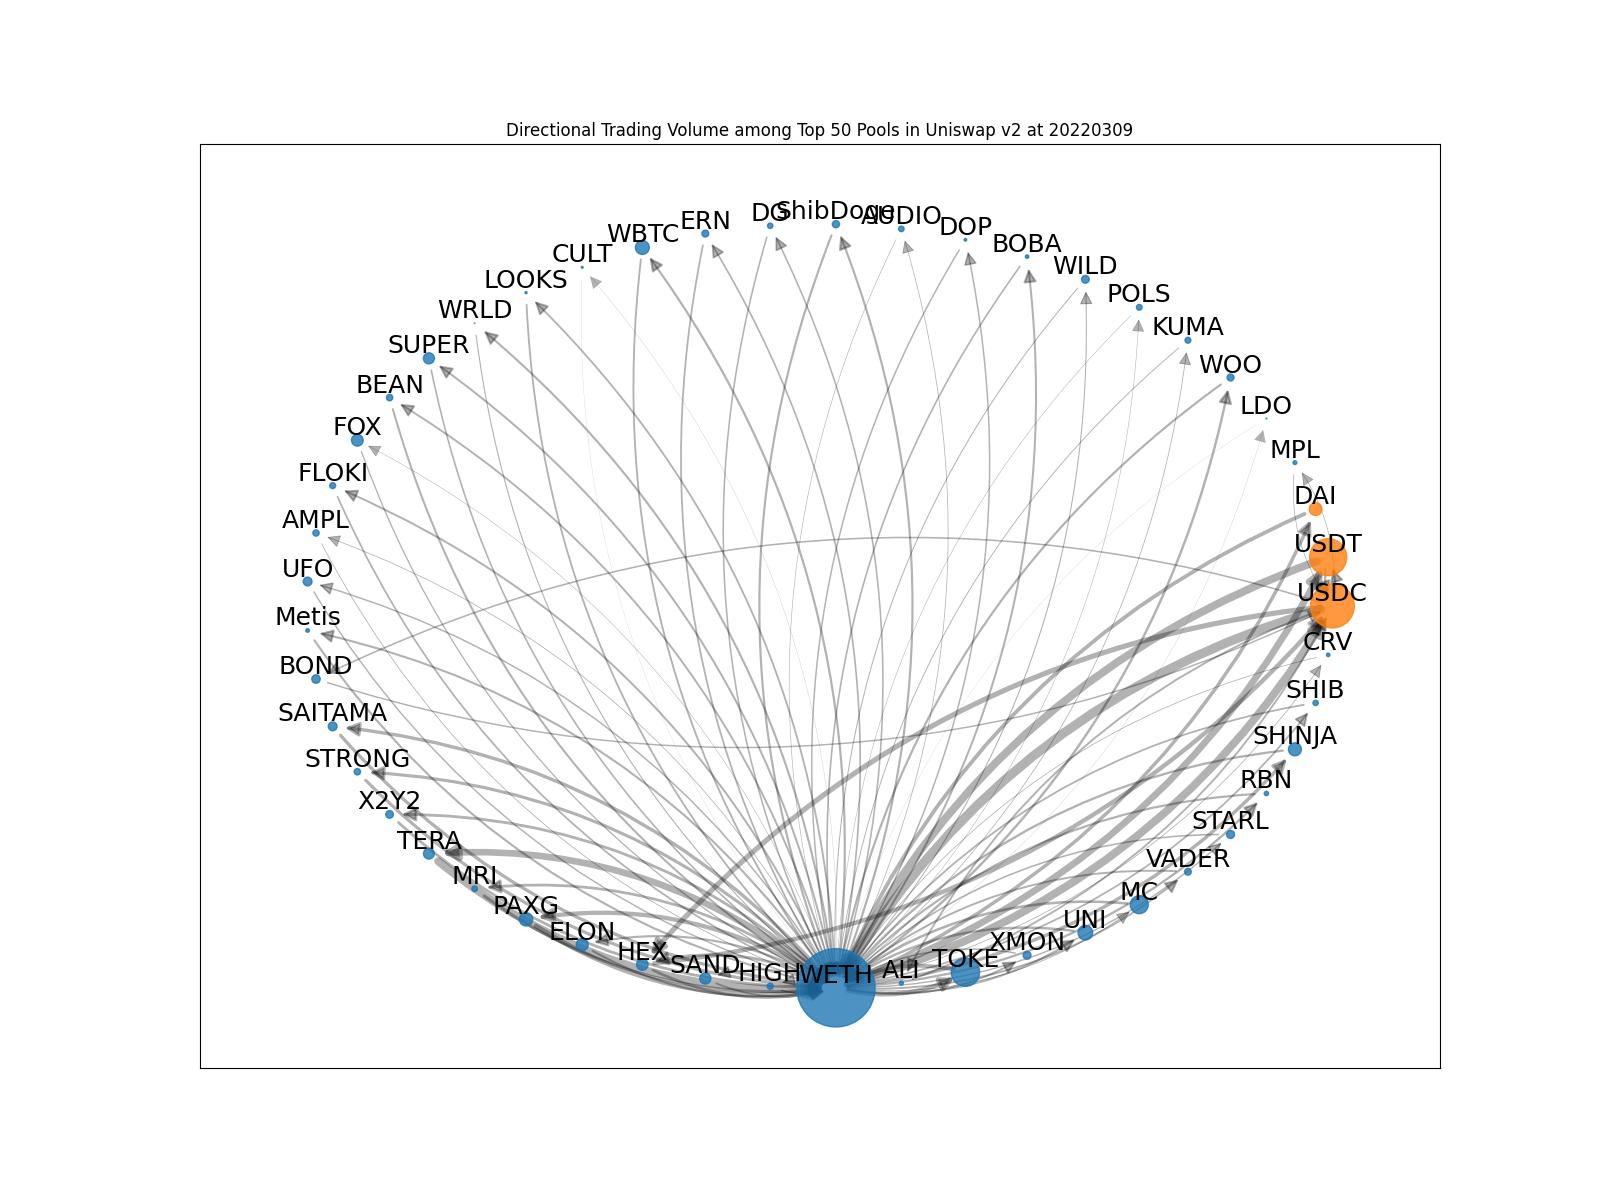 Directional Trading Volume among Top 50 Pools in Uniswap v2 at 20220309
DG
ShibDoge
AUDIO
ERN
DOP
WBTC
BOBA
CULT
WILD
LOOKS
POLS
WRLD
KUMA
SUPER
WOO
BEAN
LDO
FOX
MPL
FLOKI
DAI
AMPL
USDT
UFO
USDC
Metis
CRV
BOND
SHIB
SAITAMA
SHINJA
STRONG
RBN
X2Y2
STARL
TERA
VADER
MRI
MC
PAXG
UNI
ELON
XMON
HEX
TOKE
SAND
ALI
HIGH
WETH